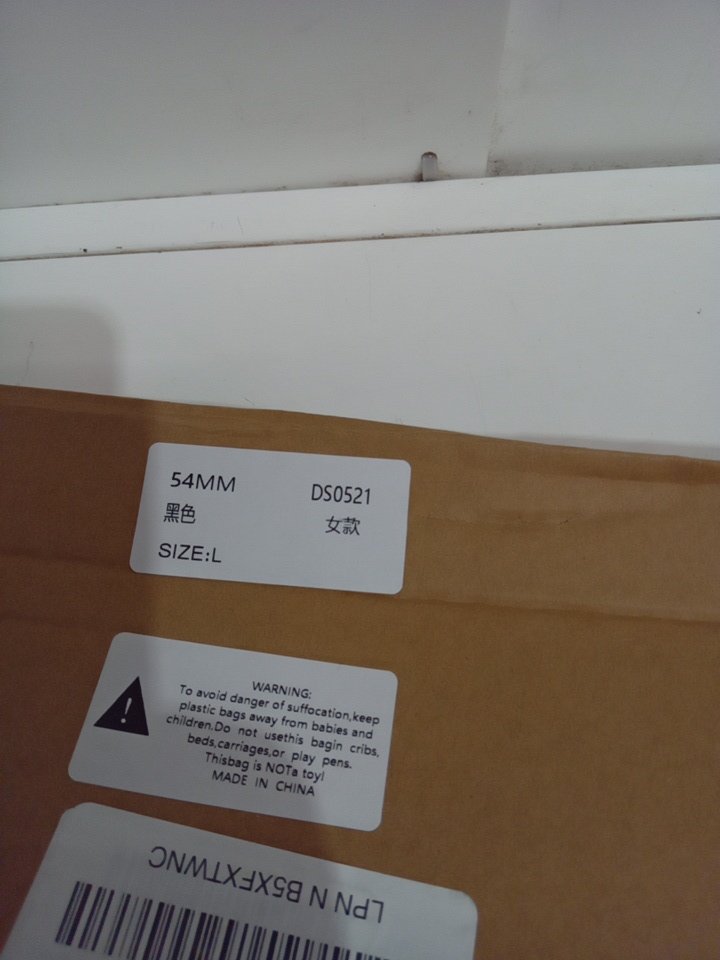 54MM DS0521
黑色 女款
SIZE:L
WARNING:
To avoid danger of suffocation,keep
plastic bags away from babies and
children.Do not usethis bagin cribs,
beds,carriages,or play pens.
Thisbag is NOTa toy!
MADE IN CHINA
LPN N B5XFXTWNC